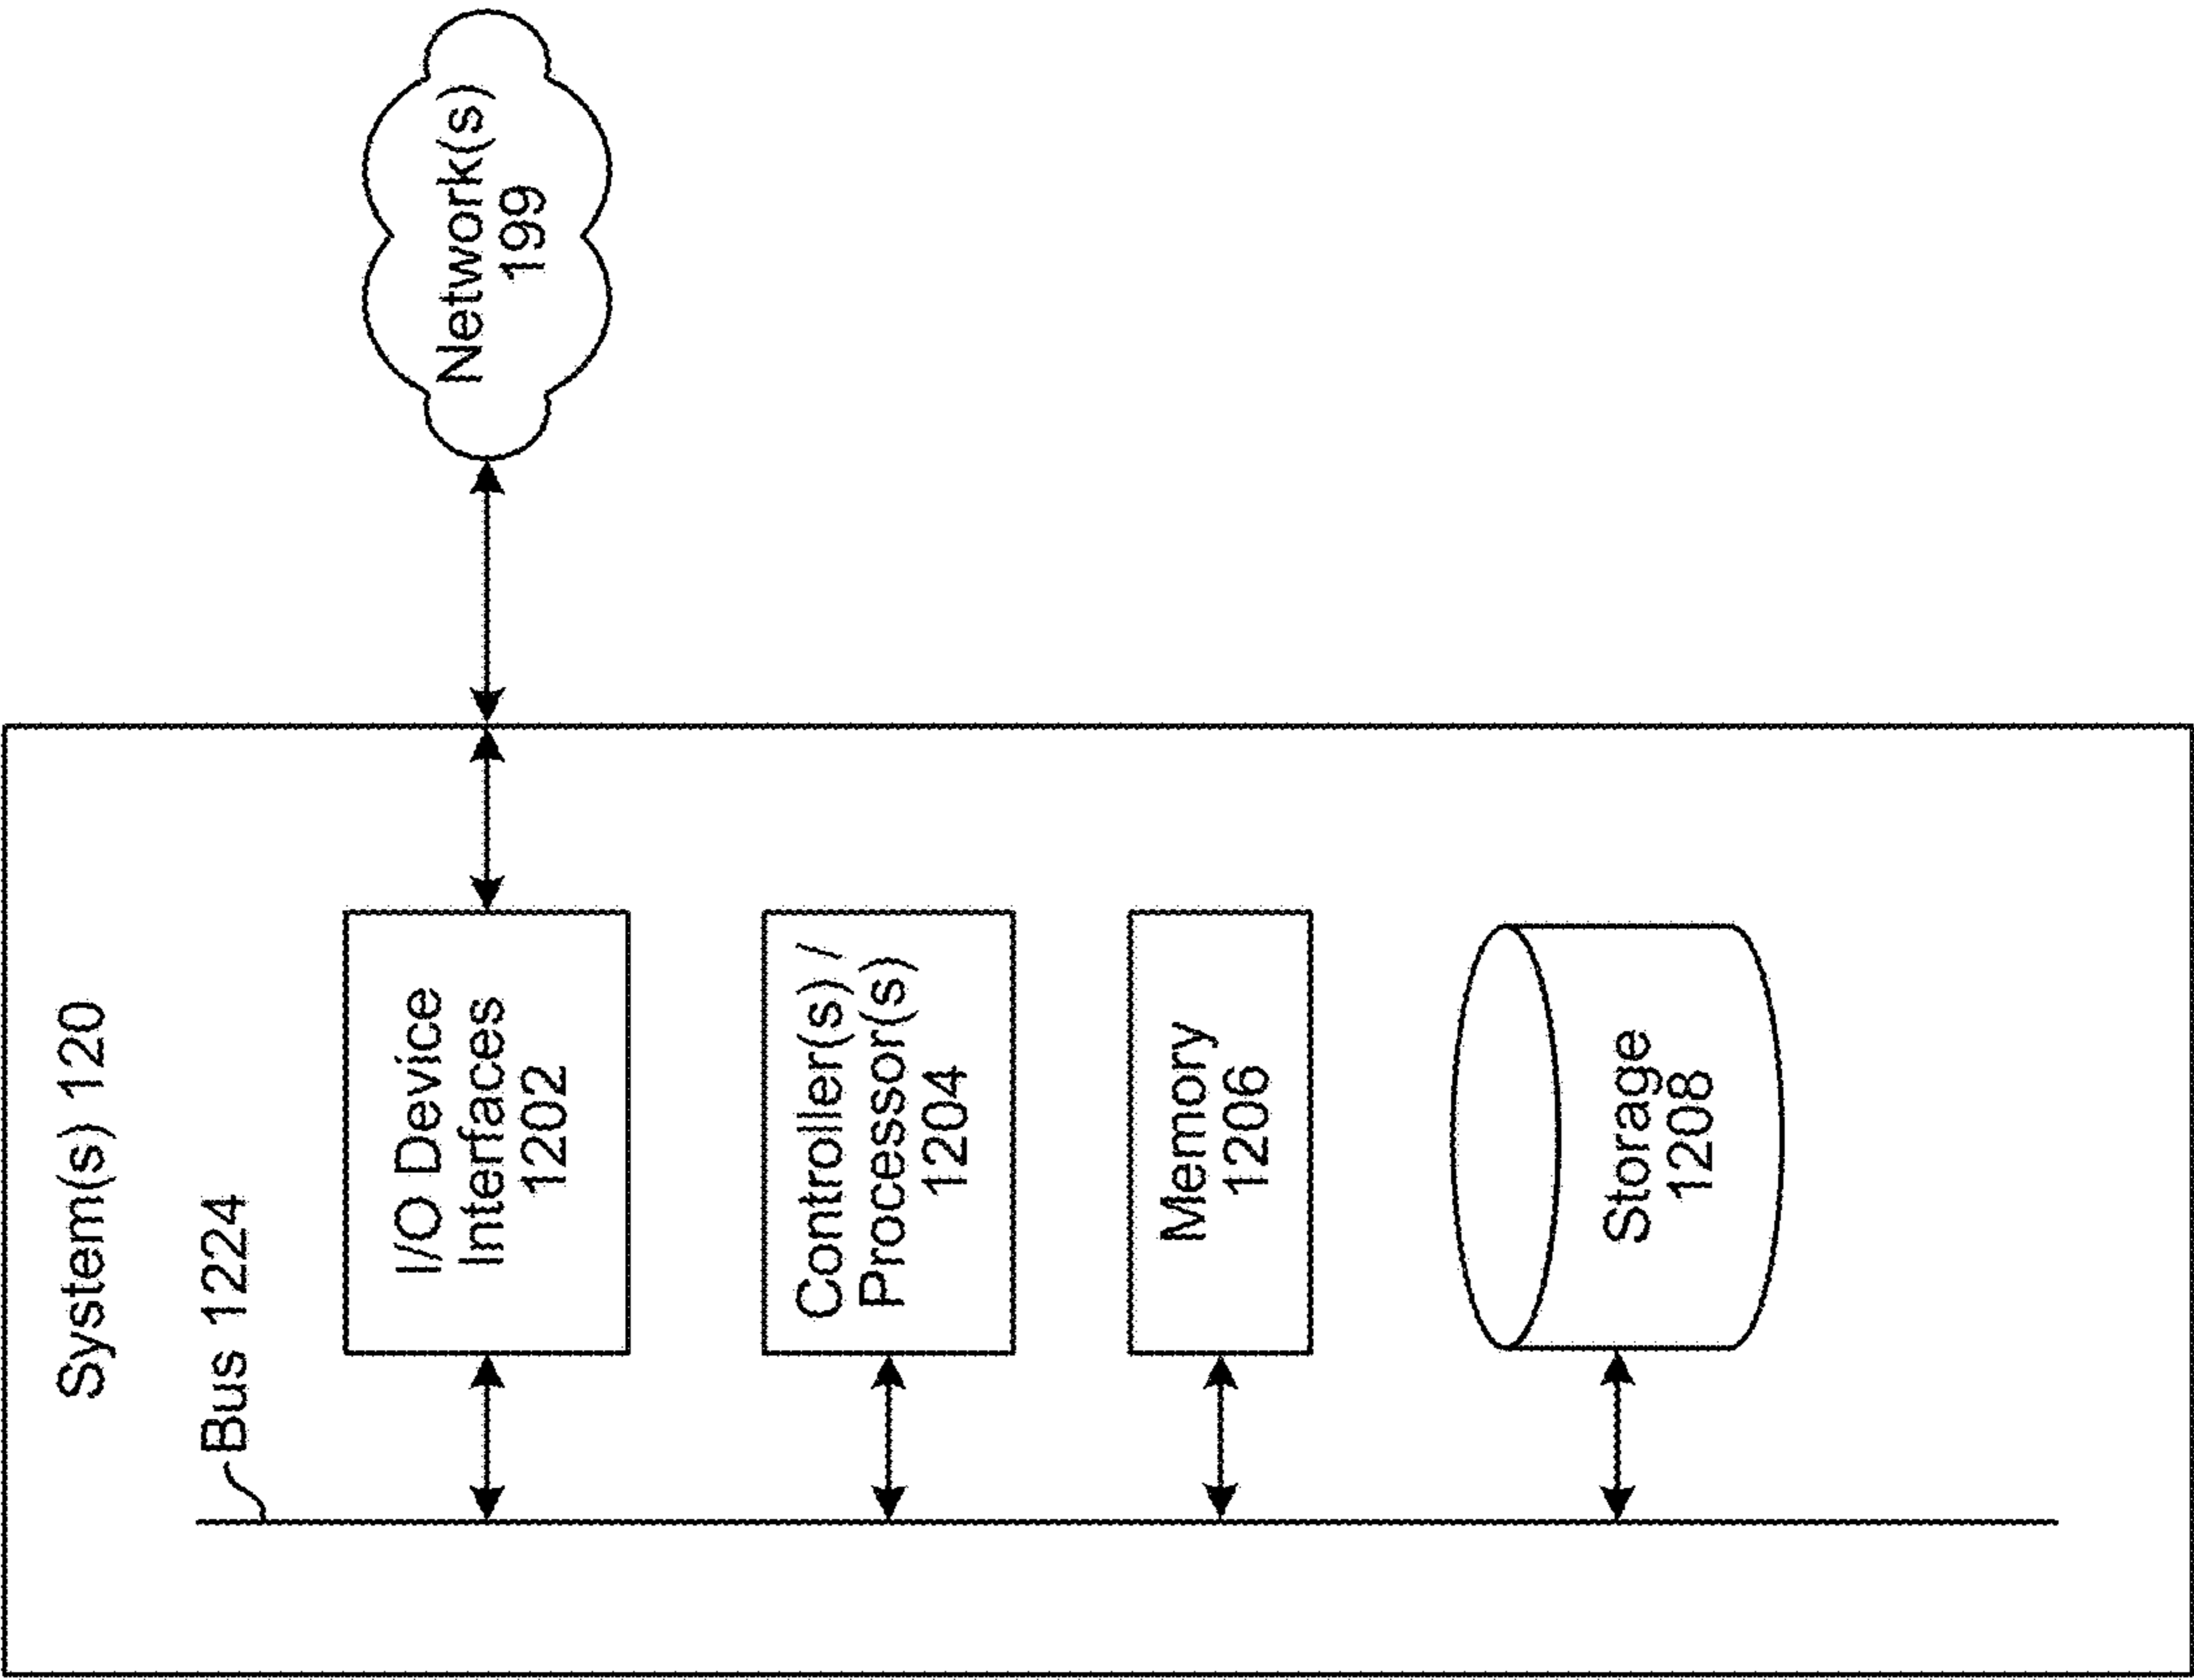 System(s) 120
Bus 1224
I/O Device
Interfaces
1202
Network(s)
199
Controller(s) /
Processor(s)
1204
Memory
1206
Storage
1208